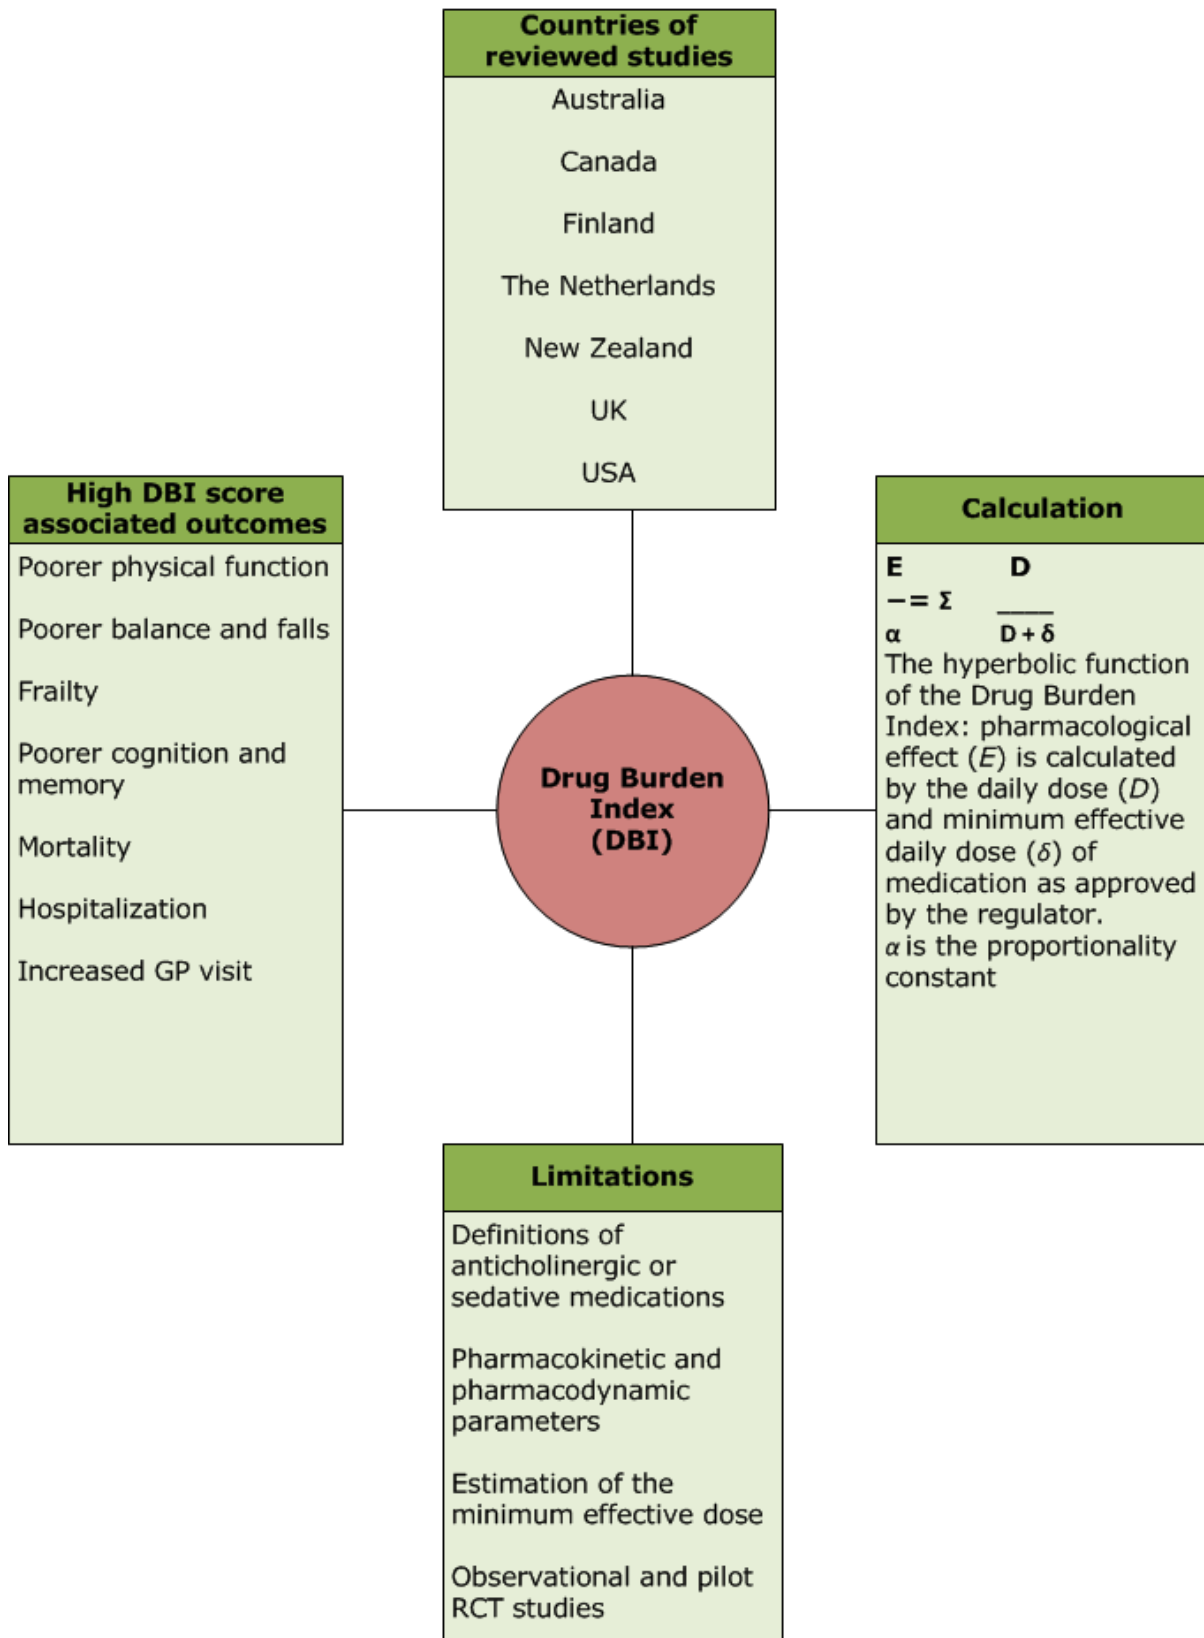 Countries of
reviewed studies
Australia
Canada
Finland
The Netherlands
New Zealand
UK
USA
High DBI score
associated outcomes
Poorer physical function
Poorer balance and falls
Frailty
Poorer cognition and
memory
Mortality
Hospitalization
Increased GP visit
Drug Burden
Index
(DBI)
Calculation
E D
−= Σ ____
α D + δ
The hyperbolic function
of the Drug Burden
Index: pharmacological
effect (E) is calculated
by the daily dose (D)
and minimum effective
daily dose (δ) of
medication as approved
by the regulator.
α is the proportionality
constant
Limitations
Definitions of
anticholinergic or
sedative medications
Pharmacokinetic and
pharmacodynamic
parameters
Estimation of the
minimum effective dose
Observational and pilot
RCT studies